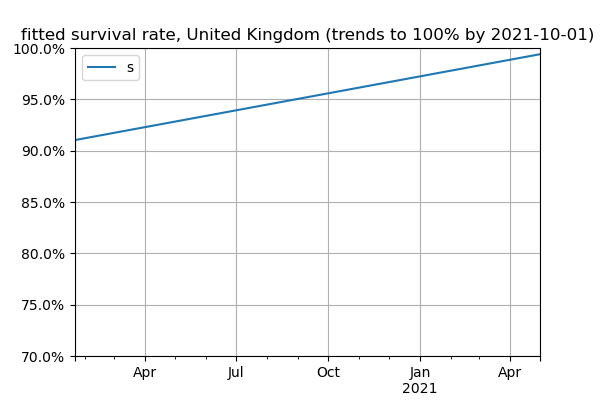 fitted survival rate, United Kingdom (trends to 100% by 2021-10-01)
100.0%
s
95.0%
90.0%
85.0%
80.0%
75.0%
70.0%
Apr Jul Oct Jan Apr
2021